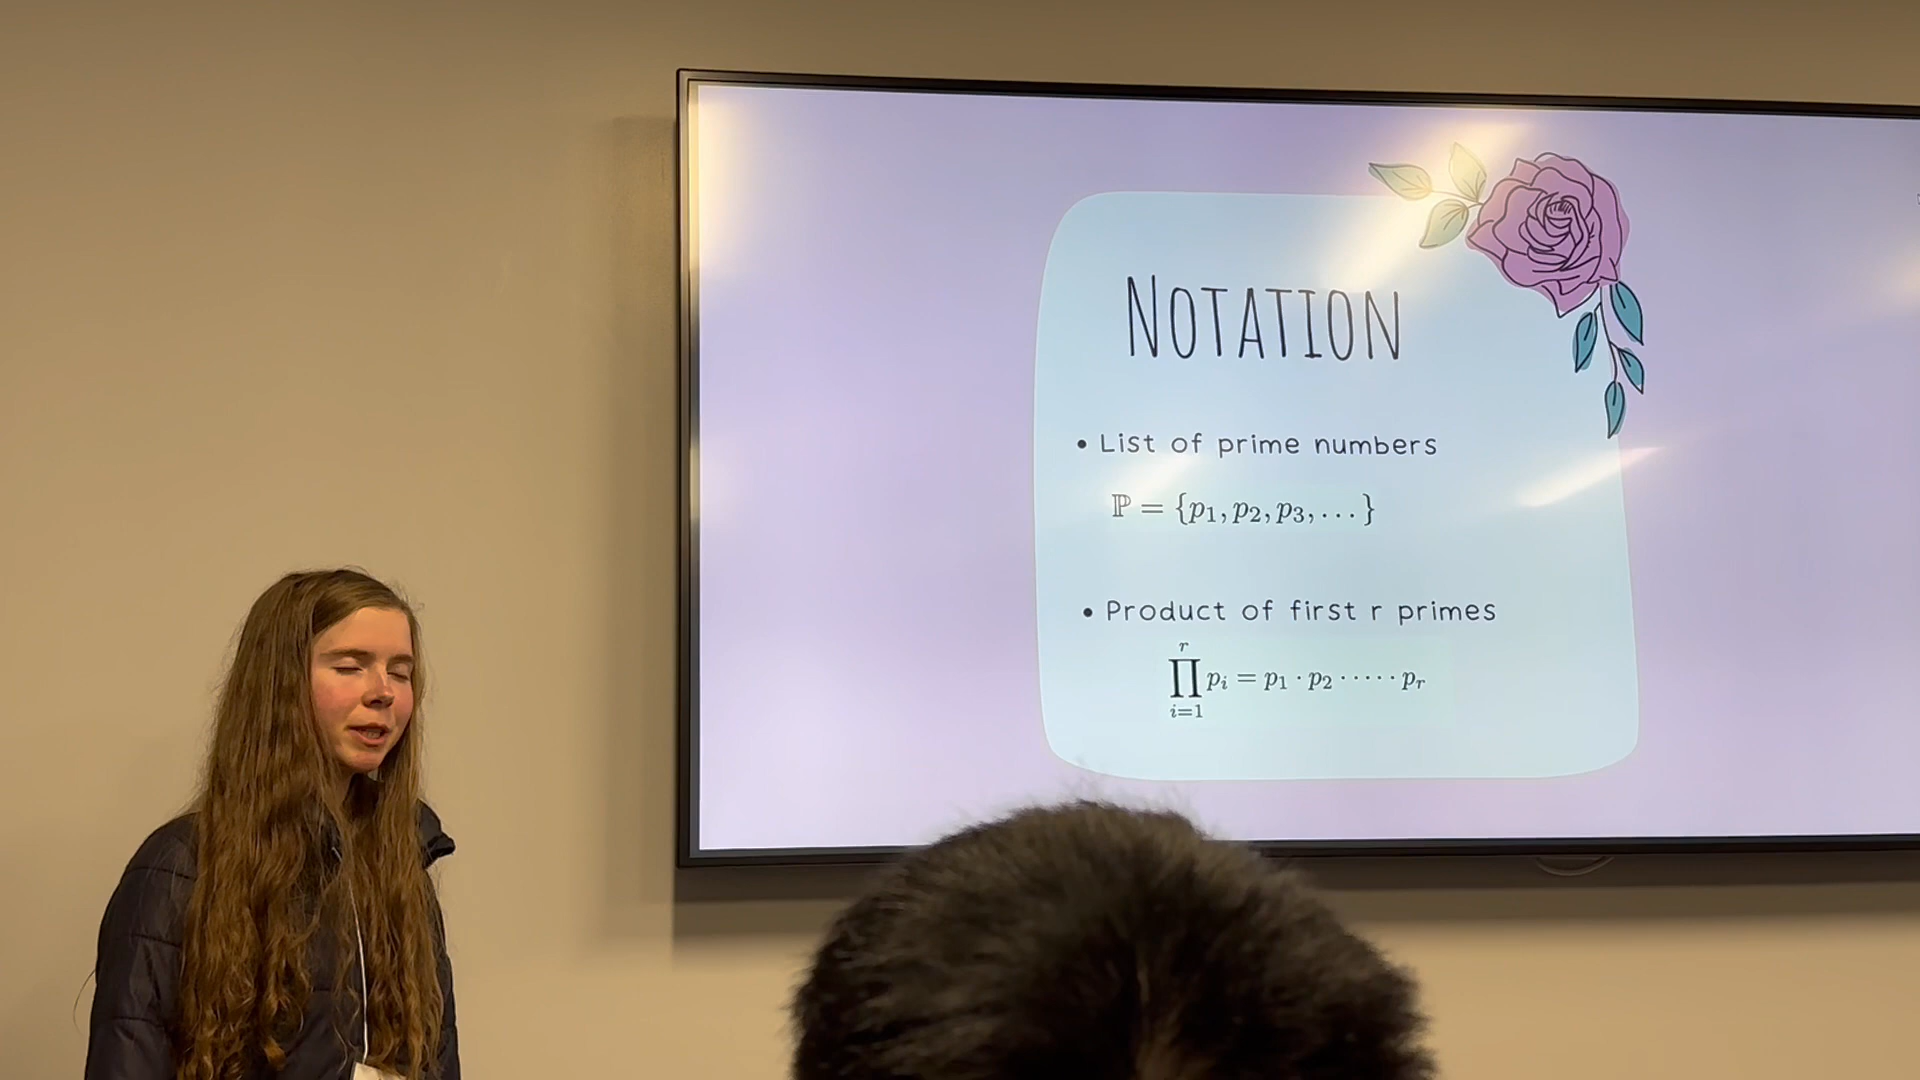 NOTATION
• List of prime numbers
ℙ = {p₁, p₂, p₃, . . . }
• Product of first r primes
∏ᵢ₌₁ʳ pᵢ = p₁ · p₂ · · · · · pᵣ